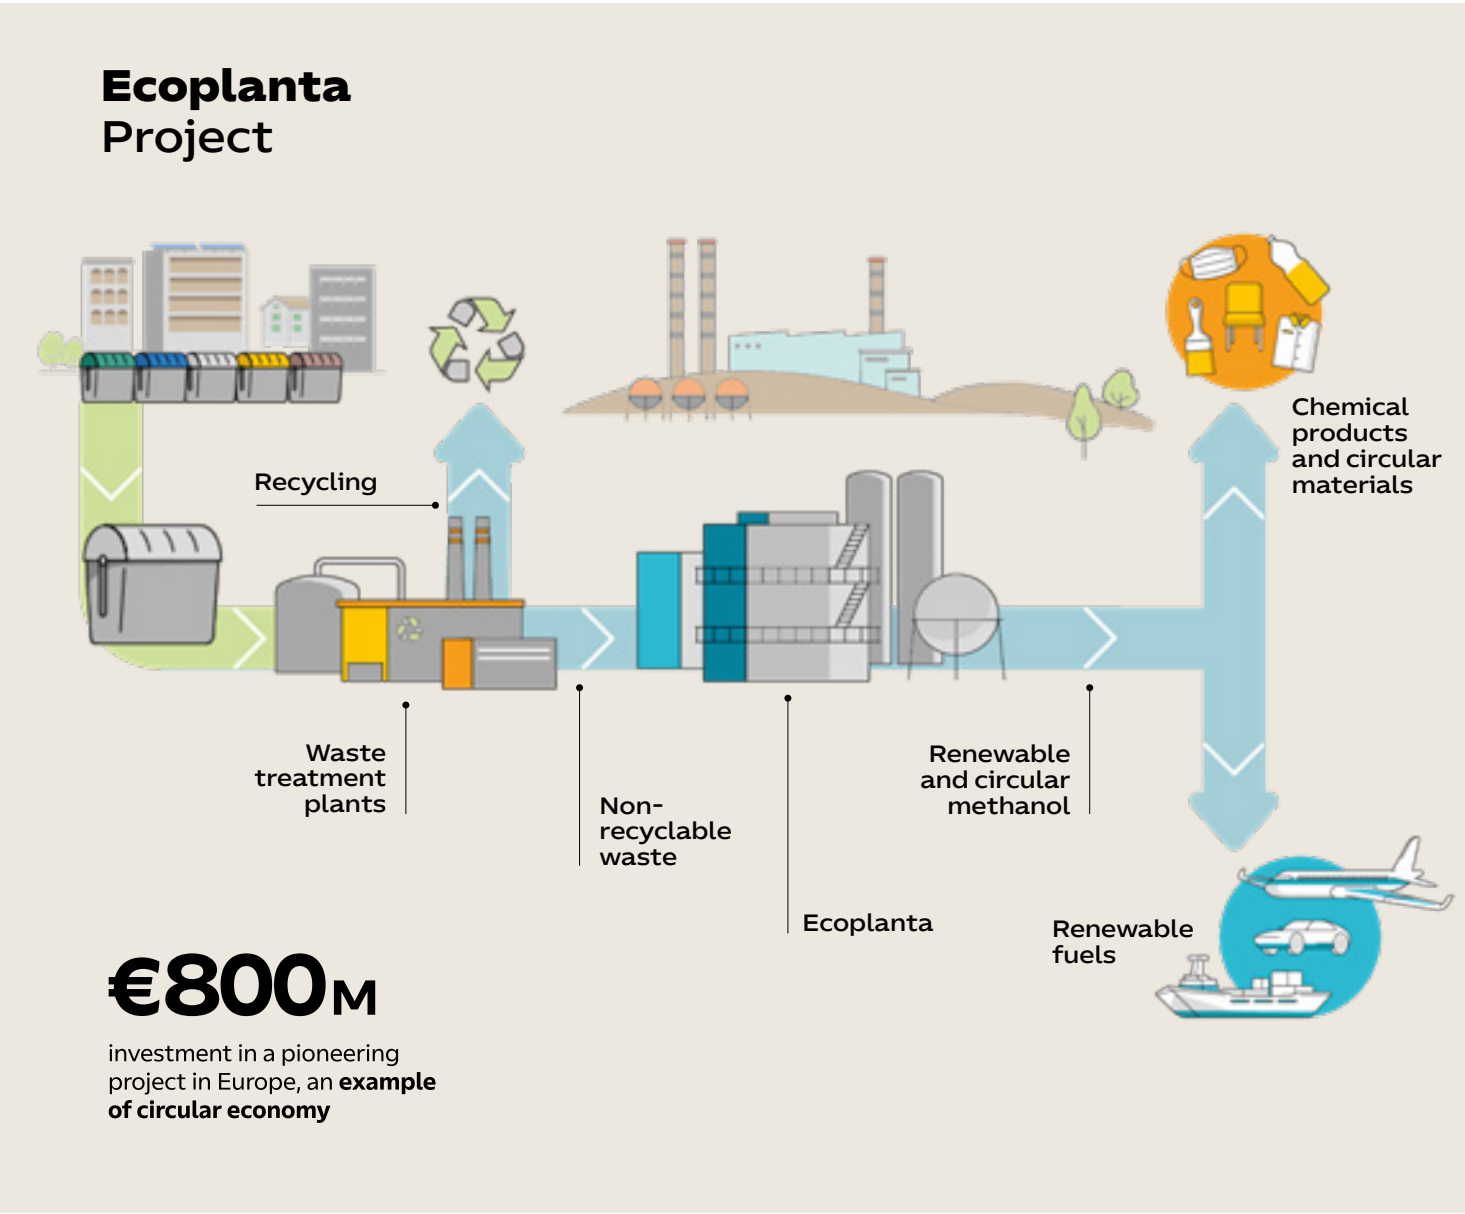 Ecoplanta
Project
Recycling
Chemical
products
and circular
materials
Waste
treatment
plants
Non-
recyclable
waste
Renewable
and circular
methanol
Ecoplanta
Renewable
fuels
€800M
investment in a pioneering
project in Europe, an example
of circular economy